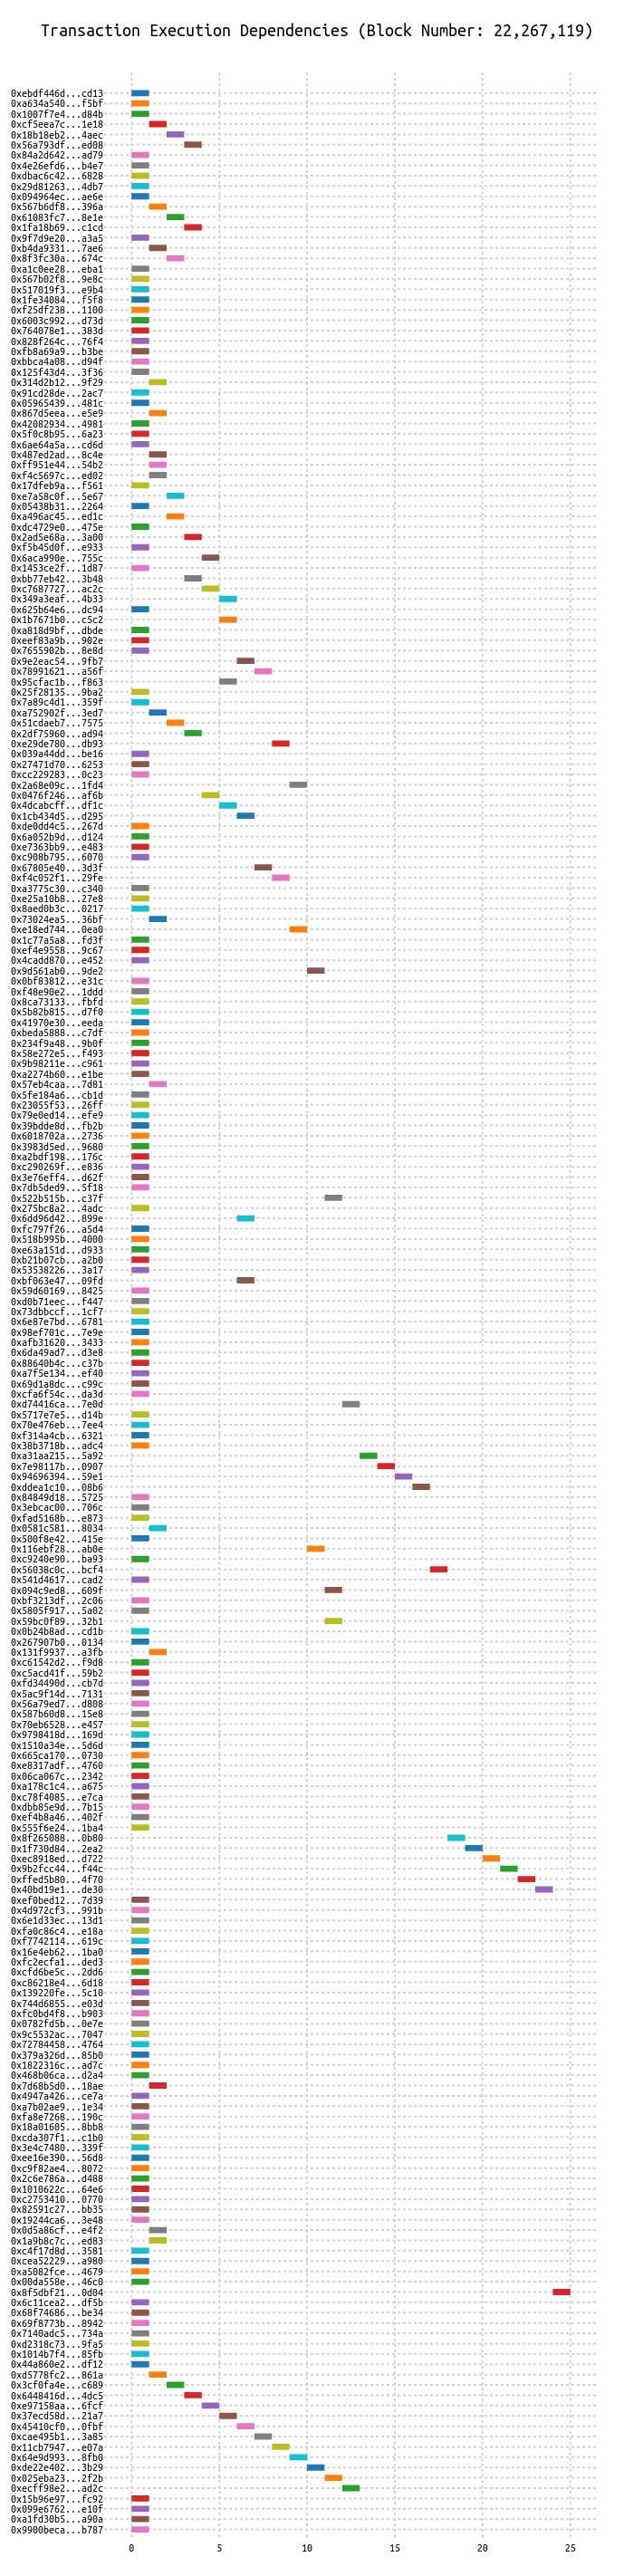 Transaction Execution Dependencies (Block Number: 22,267,119)
0xebdf446d...cd13
0xa634a540...f5bf
0x1007f7e4...d84b
0xcf5eea7c...1e18
0x18b18eb2...4aec
0x56a793df...ed08
0x84a2d642...ad79
0x4e26efd6...b4e7
0xdbac6c42...6828
0x29d81263...4db7
0x094964ec...ae6e
0x567b6df8...396a
0x61083fc7...8e1e
0x1fa18b69...c1cd
0x9f7d9e20...a3a5
0xb4da9331...7ae6
0x8f3fc30a...674c
0xa1c0ee28...eba1
0x567b02f8...9e8c
0x517019f3...e9b4
0x1fe34084...f5f8
0xf25df238...1100
0x6003c992...d73d
0x764078e1...383d
0x828f264c...76f4
0xfb8a69a9...b3be
0xbbca4a08...d94f
0x125f43d4...3f36
0x314d2b12...9f29
0x91cd28de...2ac7
0x05965439...481c
0x867d5eea...e5e9
0x42082934...4981
0x5f0c8b95...6a23
0x6ae64a5a...cd6d
0x487ed2ad...8c4e
0xff951e44...54b2
0xf4c5697c...ed02
0x17dfeb9a...f561
0xe7a58c0f...5e67
0x05438b31...2264
0xa496ac45...ed1c
0xdc4729e0...475e
0x2ad5e68a...3a00
0xf5b45d0f...e933
0x6aca990e...755c
0x1453ce2f...1d87
0xbb77eb42...3b48
0xc7687727...ac2c
0x349a3eaf...4b33
0x625b64e6...dc94
0x1b7671b0...c5c2
0xa818d9bf...dbde
0xeef83a9b...902e
0x7655902b...8e8d
0x9e2eac54...9fb7
0x78991621...a56f
0x95cfac1b...f863
0x25f28135...9ba2
0x7a89c4d1...359f
0xa752902f...3ed7
0x51cdaeb7...7575
0x2df75960...ad94
0xe29de780...db93
0x039a44dd...be16
0x27471d70...6253
0xcc229283...0c23
0x2a68e09c...1fd4
0x0476f246...af6b
0x4dcabcff...df1c
0x1cb434d5...d295
0xde0dd4c5...267d
0x6a052b9d...d124
0xe7363bb9...e483
0xc908b795...6070
0x67805e40...3d3f
0xf4c052f1...29fe
0xa3775c30...c340
0xe25a10b8...27e8
0x8aed0b3c...0217
0x73024ea5...36bf
0xe18ed744...0ea0
0x1c77a5a8...fd3f
0xef4e9558...9c67
0x4cadd870...e452
0x9d561ab0...9de2
0x0bf83812...e31c
0xf48e90e2...1ddd
0x8ca73133...fbfd
0x5b82b815...d7f0
0x41970e30...eeda
0xbeda5888...c7df
0x234f9a48...9b0f
0x58e272e5...f493
0x9b98211e...c961
0xa2274b60...e1be
0x57eb4caa...7d81
0x5fe184a6...cb1d
0x23055f53...26ff
0x79e0ed14...efe9
0x39bdde8d...fb2b
0x6018702a...2736
0x3983d5ed...9680
0xa2bdf198...176c
0xc290269f...e836
0x3e76eff4...d62f
0x7db5ded9...5f18
0x522b515b...c37f
0x275bc8a2...4adc
0x6dd96d42...899e
0xfc797f26...a5d4
0x518b995b...4000
0xe63a151d...d933
0xb21b07cb...a2b0
0x53538226...3a17
0xbf063e47...09fd
0x59d60169...8425
0xd0b71eec...f447
0x73dbbccf...1cf7
0x6e87e7bd...6781
0x98ef701c...7e9e
0xafb31620...3433
0x6da49ad7...d3e8
0x88640b4c...c37b
0xa7f5e134...ef40
0x69d1a8dc...c99c
0xcfa6f54c...da3d
0xd74416ca...7e0d
0x5717e7e5...d14b
0x70e476eb...7ee4
0xf314a4cb...6321
0x38b3718b...adc4
0xa31aa215...5a92
0x7e98117b...0907
0x94696394...59e1
0xddea1c10...08b6
0x84849d18...5725
0x3ebcac00...706c
0xfad5168b...e873
0x0581c581...8034
0x500f8e42...415e
0x116ebf28...ab0e
0xc9240e90...ba93
0x56038c0c...bcf4
0x541d4617...cad2
0x094c9ed8...609f
0xbf3213df...2c06
0x5805f917...5a02
0x59bc0f89...32b1
0x0b24b8ad...cd1b
0x267907b0...0134
0x131f9937...a3fb
0xc61542d2...f9d8
0xc5acd41f...59b2
0xfd34490d...cb7d
0x5ac9f14d...7131
0x56a79ed7...d808
0x587b60d8...15e8
0x70eb6528...e457
0x9798418d...169d
0x1510a34e...5d6d
0x665ca170...0730
0xe8317adf...4760
0x06ca067c...2342
0xa178c1c4...a675
0xc78f4085...e7ca
0xdbb85e9d...7b15
0xef4b8a46...402f
0x555f6e24...1ba4
0x8f265088...0b80
0x1f730d84...2ea2
0xec8918ed...d722
0x9b2fcc44...f44c
0xffed5b80...4f70
0x40bd19e1...de30
0xef0bed12...7d39
0x4d972cf3...991b
0x6e1d33ec...13d1
0xfa0c86c4...e18a
0xf7742114...619c
0x16e4eb62...1ba0
0xfc2ecfa1...ded3
0xcfd6be5c...2dd6
0xc86218e4...6d18
0x139220fe...5c10
0x744d6855...e03d
0xfc0bd4f8...b903
0x0782fd5b...0e7e
0x9c5532ac...7047
0x72784458...4764
0x379a326d...85b0
0x1822316c...ad7c
0x468b06ca...d2a4
0x7d68b5d0...18ae
0x4947a426...ce7a
0xa7b02ae9...1e34
0xfa8e7268...190c
0x18a01605...8bb8
0xcda307f1...c1b0
0x3e4c7480...339f
0xee16e390...56d8
0xc9f82ae4...8072
0x2c6e786a...d488
0x1010622c...64e6
0xc2753410...0770
0x82591c27...bb35
0x19244ca6...3e48
0x0d5a86cf...e4f2
0x1a9b8c7c...ed83
0xc4f17d8d...3581
0xcea52229...a980
0xa5082fce...4679
0x00da558e...46c0
0x8f5dbf21...0d04
0x6c11cea2...df5b
0x68f74686...be34
0x69f8773b...8942
0x7140adc5...734a
0xd2318c73...9fa5
0x1014b7f4...85fb
0x44a860e2...df12
0xd5778fc2...861a
0x3cf0fa4e...c689
0x6448416d...4dc5
0xe97158aa...6fcf
0x37ecd58d...21a7
0x45410cf0...0fbf
0xcae495b1...3a85
0x11cb7947...e07a
0x64e9d993...8fb0
0xde22e402...3b29
0x025eba23...2f2b
0xecff98e2...ad2c
0x15b96e97...fc92
0x099e6762...e10f
0xa1fd30b5...a90a
0x9900beca...b787
0 5 10 15 20 25